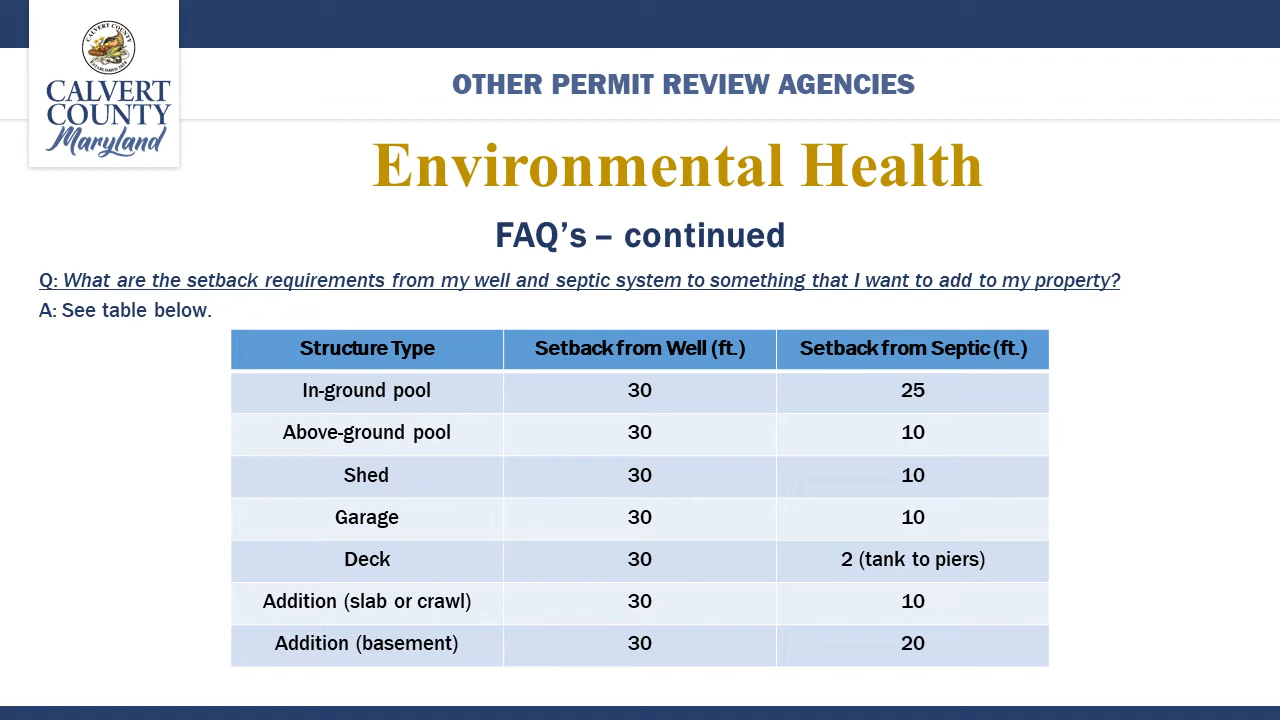 CALVERT COUNTY
ESTABLISHED 1654
CALVERT
COUNTY
Maryland
OTHER PERMIT REVIEW AGENCIES
Environmental Health
FAQ’s – continued
Q: What are the setback requirements from my well and septic system to something that I want to add to my property?
A: See table below.
Structure Type Setback from Well (ft.) Setback from Septic (ft.)
In-ground pool 30 25
Above-ground pool 30 10
Shed 30 10
Garage 30 10
Deck 30 2 (tank to piers)
Addition (slab or crawl) 30 10
Addition (basement) 30 20